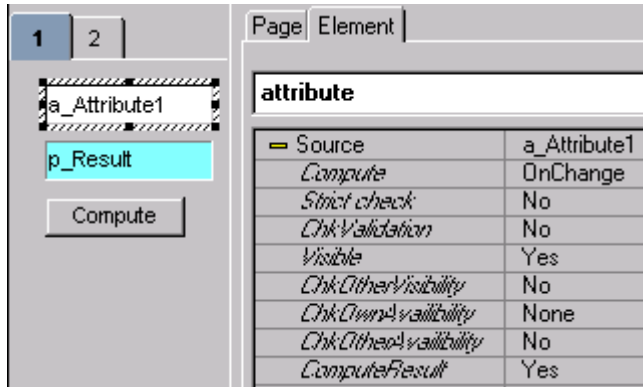 1 2
a_Attribute1
p_Result
Compute
Page Element
attribute
Source a_Attribute1
Compute OnChange
Strict check No
ChkValidation No
Visible Yes
ChkOtherVisibility No
ChkOwnAvailibility None
ChkOtherAvailibility No
ComputeResult Yes